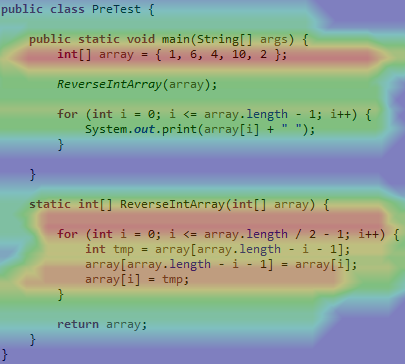 public class PreTest {
public static void main(String[] args) {
int[] array = { 1, 6, 4, 10, 2 };
ReverseIntArray(array);
for (int i = 0; i <= array.length - 1; i++) {
System.out.print(array[i] + " ");
}
}
static int[] ReverseIntArray(int[] array) {
for (int i = 0; i <= array.length / 2 - 1; i++) {
int tmp = array[array.length - i - 1];
array[array.length - i - 1] = array[i];
array[i] = tmp;
}
return array;
}
}